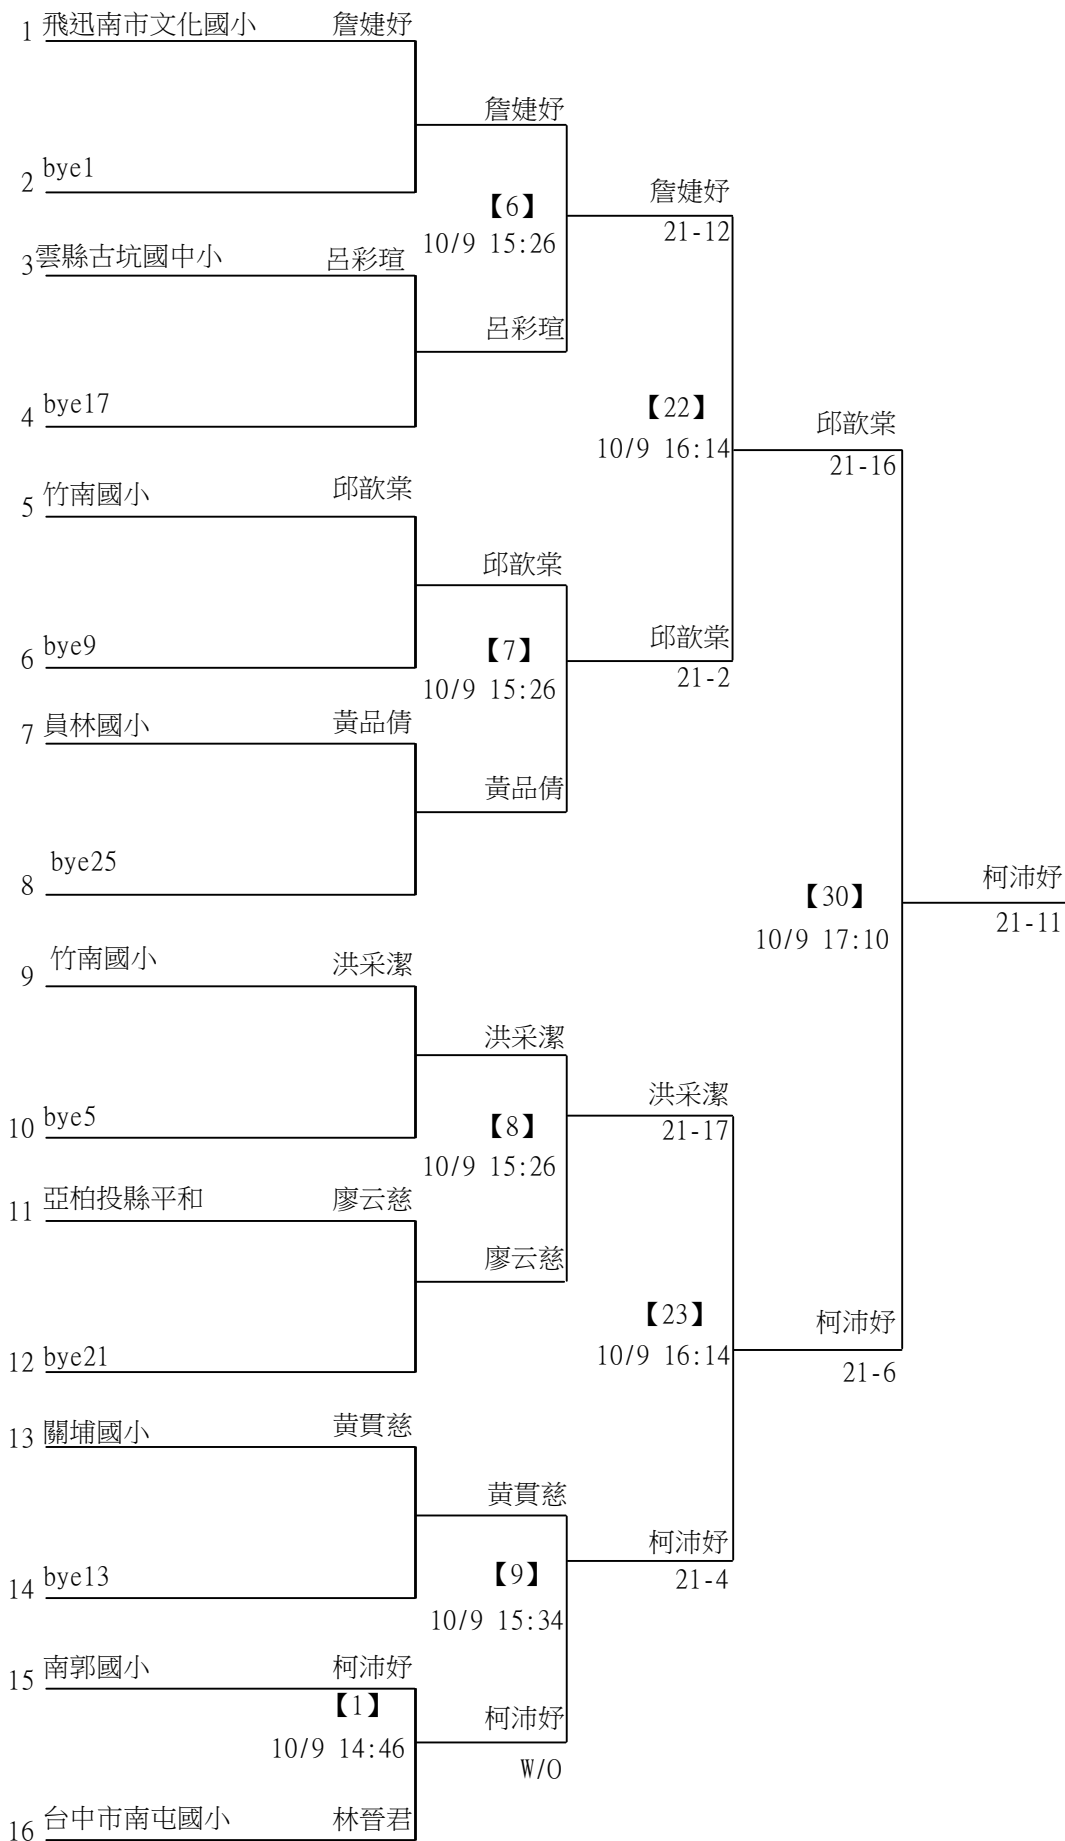 1 飛迅南市文化國小 詹婕妤
詹婕妤
2 bye1
【6】
10/9 15:26
詹婕妤
21-12
3 雲縣古坑國中小 呂彩瑄
呂彩瑄
4 bye17
【22】
10/9 16:14
邱歆棠
21-16
5 竹南國小 邱歆棠
邱歆棠
6 bye9
【7】
10/9 15:26
邱歆棠
21-2
7 員林國小 黃品倩
黃品倩
8 bye25
【30】
10/9 17:10
柯沛妤
21-11
9 竹南國小 洪采潔
洪采潔
10 bye5
【8】
10/9 15:26
洪采潔
21-17
11 亞柏投縣平和 廖云慈
廖云慈
12 bye21
【23】
10/9 16:14
柯沛妤
21-6
13 關埔國小 黃貫慈
黃貫慈
14 bye13
【9】
10/9 15:34
柯沛妤
21-4
15 南郭國小 柯沛妤
【1】
10/9 14:46
柯沛妤
W/O
16 台中市南屯國小 林晉君